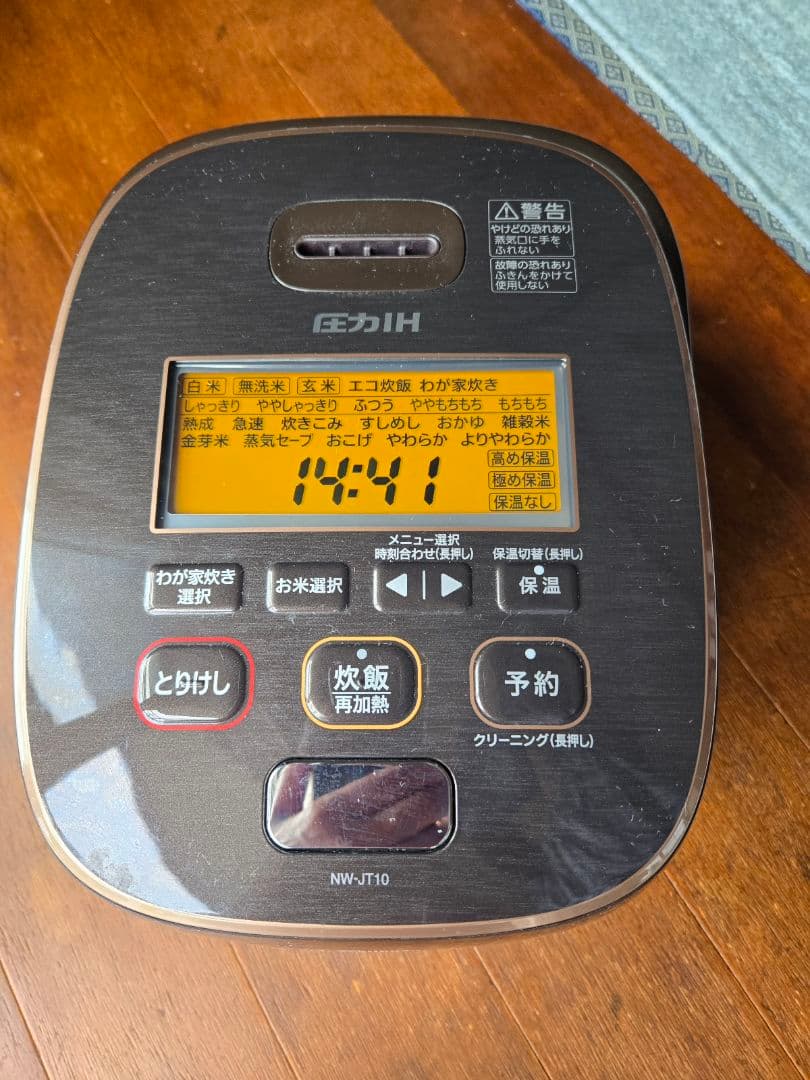 警告
やけどの恐れあり
蒸気口に手を
ふれない
故障の恐れあり
ふきんをかけて
使用しない
圧力IH
白米 無洗米 玄米 エコ炊飯 わが家炊き
しゃっきり ややしゃっきり ふつう ややもちもち もちもち
熟成 急速 炊きこみ すしめし おかゆ 雑穀米
金芽米 蒸気セーブ おこげ やわらか よりやわらか
高め保温
極め保温
保温なし
14:41
メニュー選択
時刻合わせ(長押し)
保温切替(長押し)
わが家炊き
選択
お米選択
保温
とりけし
炊飯
再加熱
予約
クリーニング(長押し)
NW-JT10